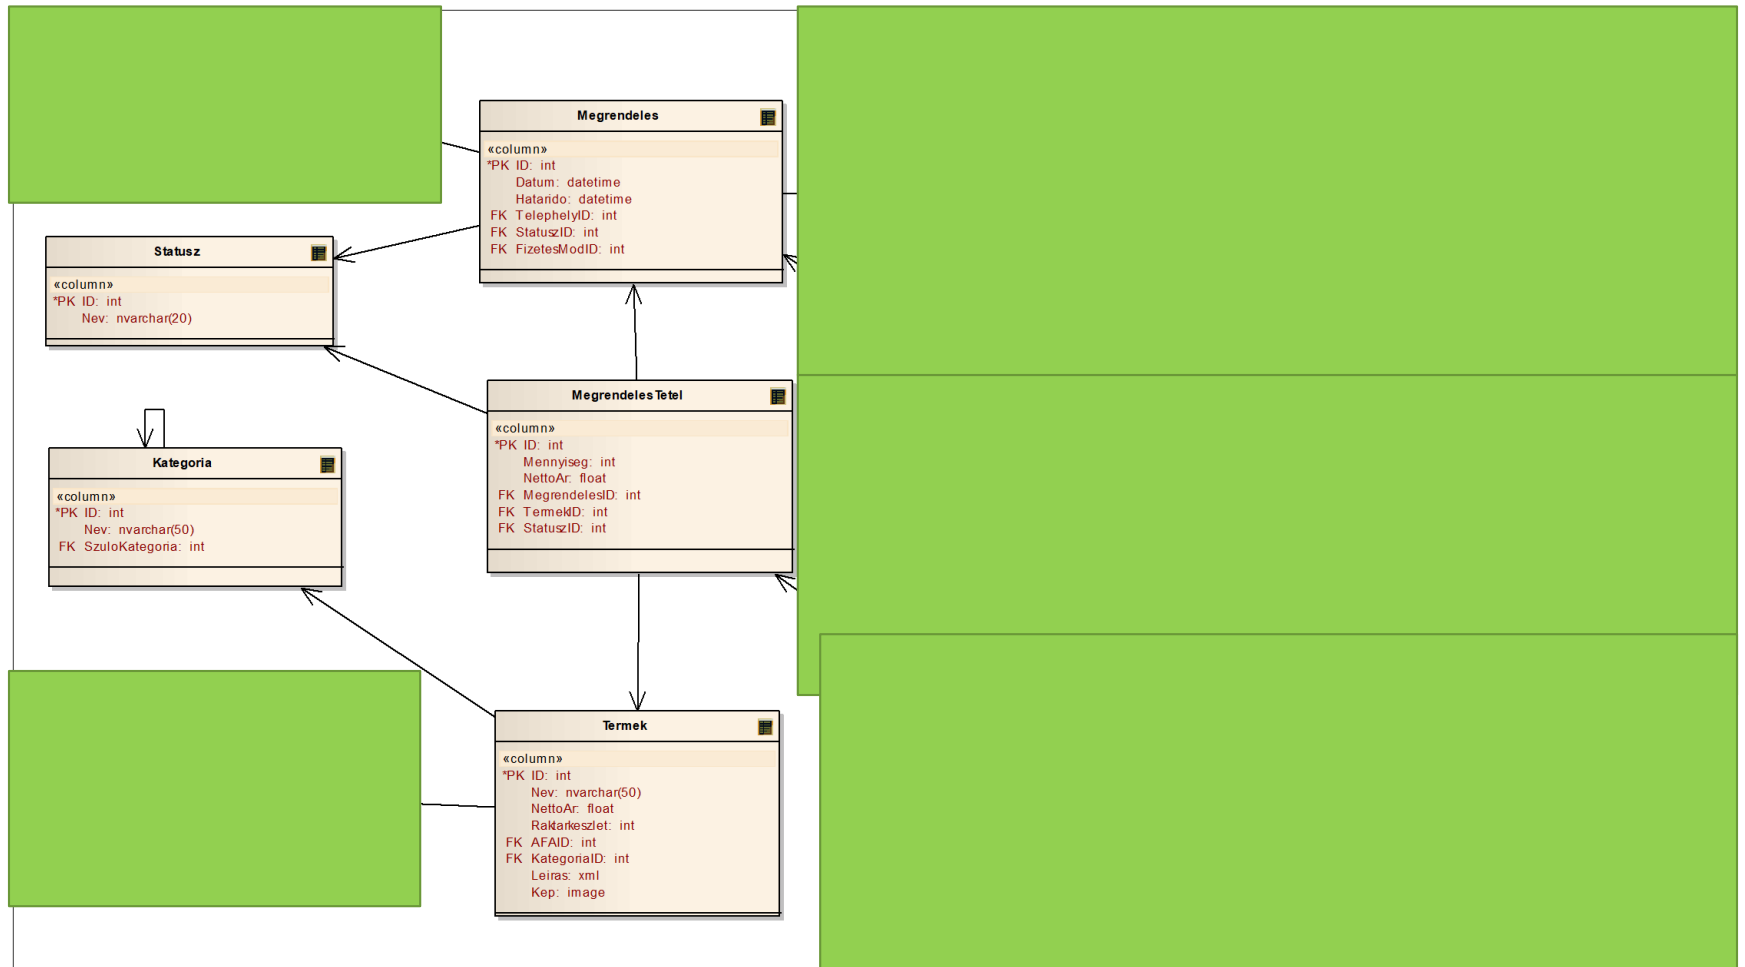 Megrendeles
«column»
*PK ID: int
Datum: datetime
Hatarido: datetime
FK TelephelyID: int
FK StatuszID: int
FK FizetesModID: int
Statusz
«column»
*PK ID: int
Nev: nvarchar(20)
MegrendelesTetel
«column»
*PK ID: int
Mennyiseg: int
NettoAr: float
FK MegrendelesID: int
FK TermekID: int
FK StatuszID: int
Kategoria
«column»
*PK ID: int
Nev: nvarchar(50)
FK SzuloKategoria: int
Termek
«column»
*PK ID: int
Nev: nvarchar(50)
NettoAr: float
Raktarkeszlet: int
FK AFAID: int
FK KategoriaID: int
Leiras: xml
Kep: image